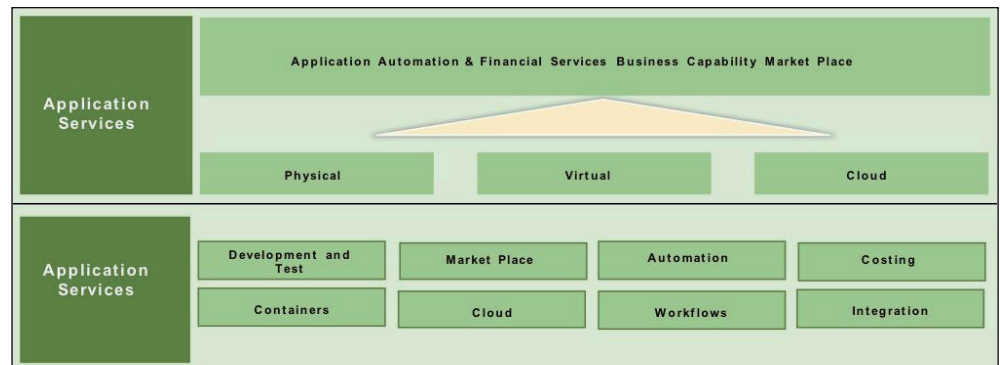 Application
Services
Application Automation & Financial Services Business Capability Market Place
Physical
Virtual
Cloud
Application
Services
Development and
Test
Market Place
Automation
Costing
Containers
Cloud
Workflows
Integration